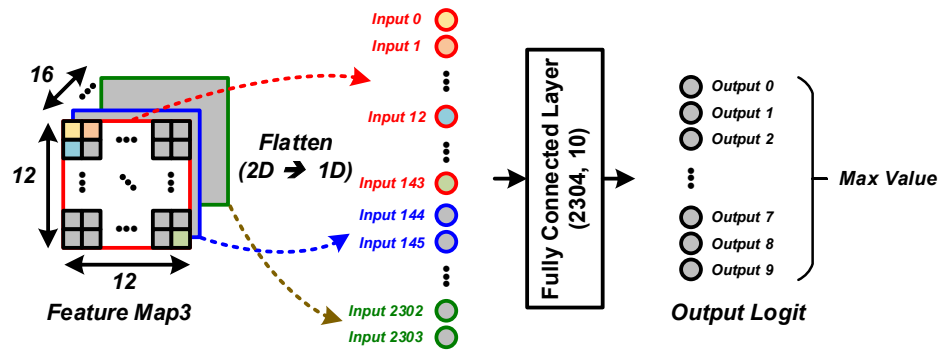 16
12
12
Feature Map3
Flatten
(2D ➔ 1D)
Input 0
Input 1
Input 12
Input 143
Input 144
Input 145
Input 2302
Input 2303
Fully Connected Layer
(2304, 10)
Output 0
Output 1
Output 2
Output 7
Output 8
Output 9
Output Logit
Max Value